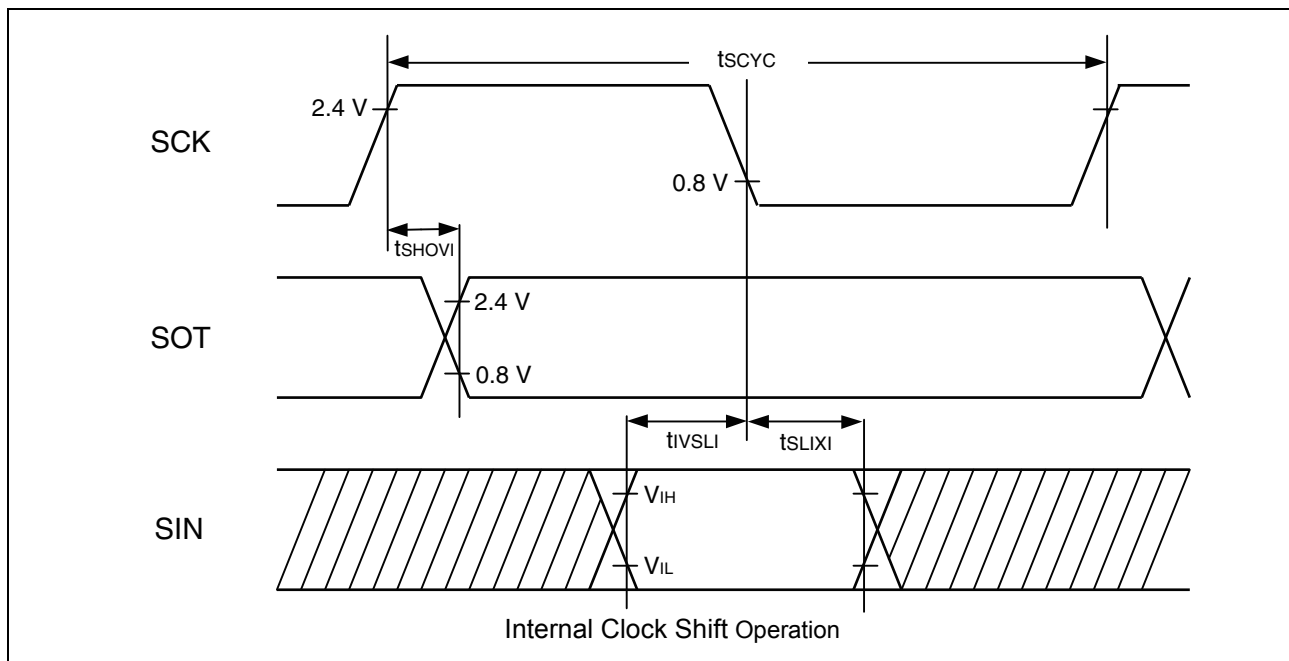 tSCYC
2.4 V
SCK
0.8 V
tSHOVI
2.4 V
SOT
0.8 V
tIVSLI
tSLIXI
VIH
SIN
VIL
Internal Clock Shift Operation